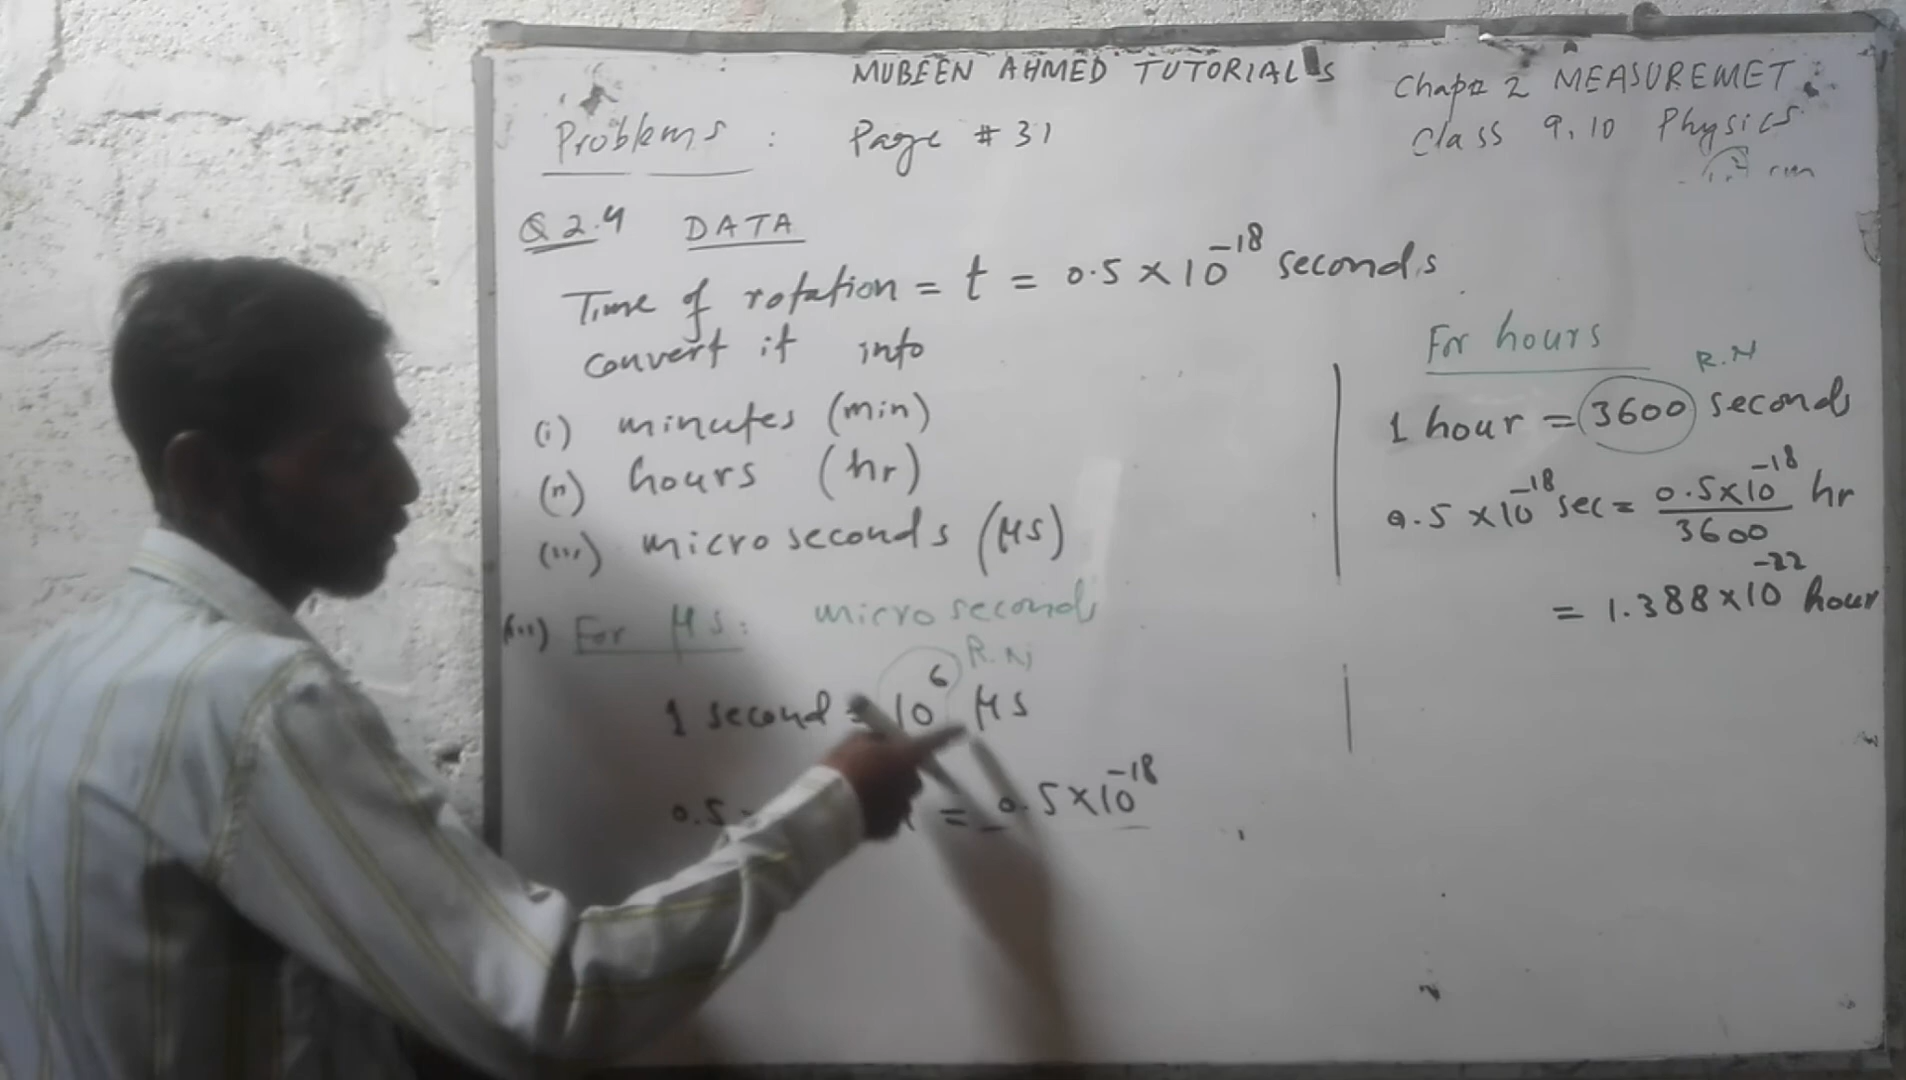 MUBEEN AHMED TUTORIALS
Chapt 2 MEASUREMET
Class 9,10 Physics
Problems : Page # 31
Q 2.4 DATA
Time of rotation = t = 0.5 × 10⁻¹⁸ seconds
convert it into
(i) minutes (min)
(ii) hours (hr)
(iii) micro seconds (μs)
(iii) For μs: micro seconds
R.N
1 second = 10⁶ μs
0.5 = 0.5×10⁻¹⁸
For hours
R.N
1 hour = 3600 seconds
0.5 × 10⁻¹⁸ sec = 0.5×10⁻¹⁸ hr
3600
= 1.388×10⁻²² hour